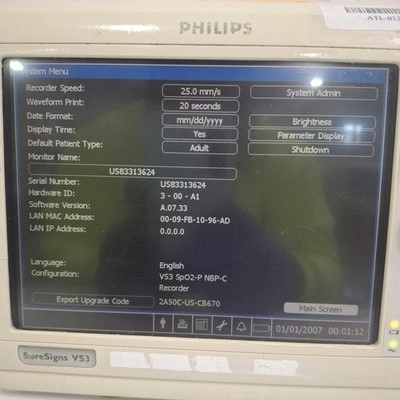 PHILIPS
System Menu
Recorder Speed: 25.0 mm/s System Admin
Waveform Print: 20 seconds
Date Format: mm/dd/yyyy Brightness
Display Time: Yes Parameter Display
Default Patient Type: Adult Shutdown
Monitor Name:
US83313624
Serial Number: US83313624
Hardware ID: 3 - 00 - A1
Software Version: A.07.33
LAN MAC Address: 00-09-FB-10-96-AD
LAN IP Address: 0.0.0.0
Language: English
Configuration: VS3 SpO2-P NBP-C
Recorder
Export Upgrade Code 2AS0C-US-CB670
Main Screen
01/01/2007 00:01:12
SureSigns VS3